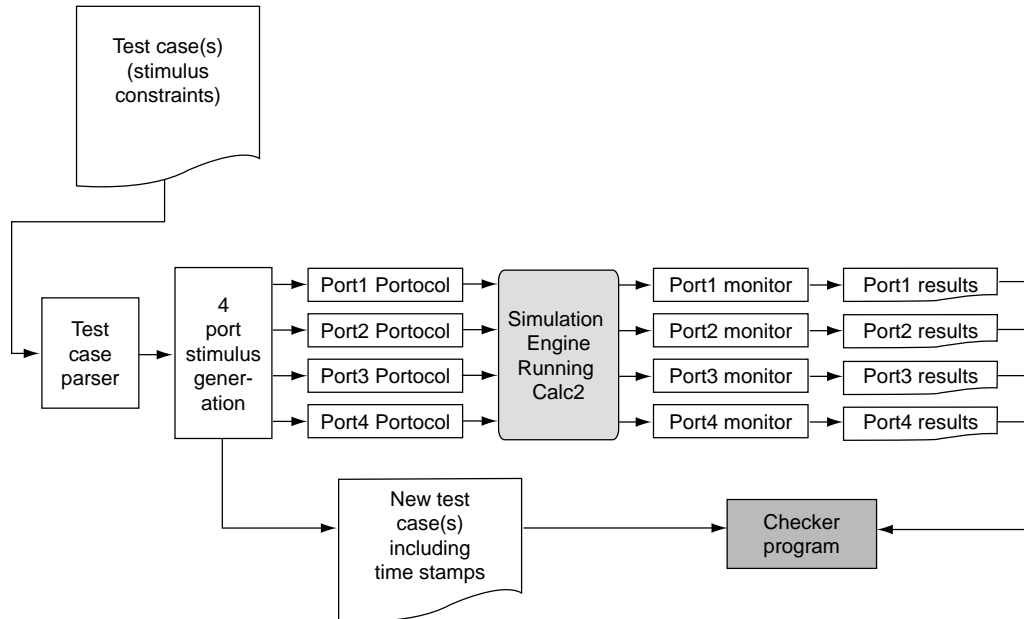 Test case(s)
(stimulus
constraints)
Test
case
parser
4
port
stimulus
gener-
ation
Port1 Portocol
Port2 Portocol
Port3 Portocol
Port4 Portocol
Simulation
Engine
Running
Calc2
Port1 monitor
Port2 monitor
Port3 monitor
Port4 monitor
Port1 results
Port2 results
Port3 results
Port4 results
New test
case(s)
including
time stamps
Checker
program